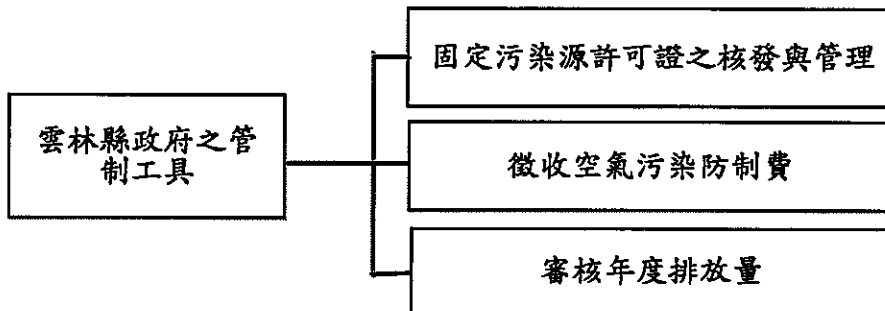 雲林縣政府之管
制工具
固定污染源許可證之核發與管理
徵收空氣污染防制費
審核年度排放量